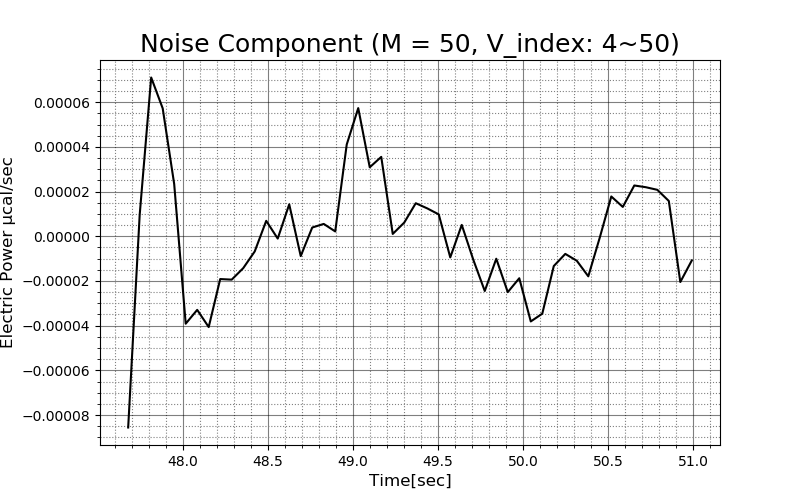 Noise Component (M = 50, V_index: 4~50)
Electric Power μcal/sec
0.00006
0.00004
0.00002
0.00000
−0.00002
−0.00004
−0.00006
−0.00008
48.0 48.5 49.0 49.5 50.0 50.5 51.0
Time[sec]